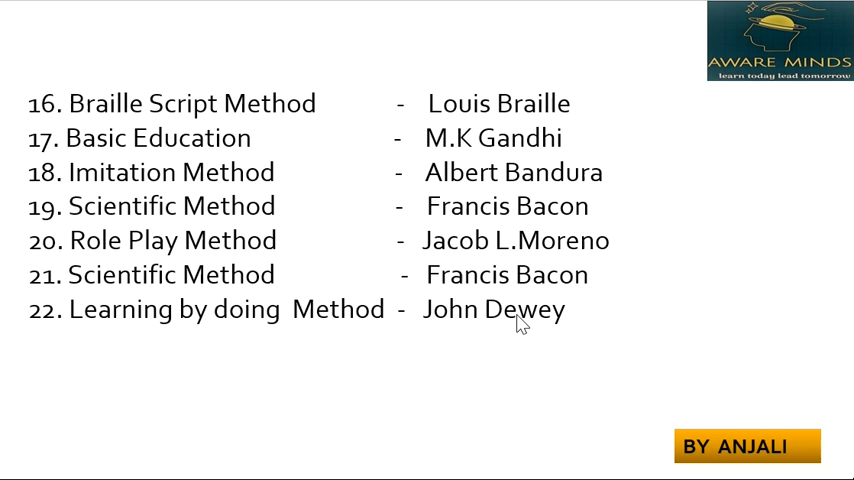 AWARE MINDS
learn today lead tomorrow
16. Braille Script Method - Louis Braille
17. Basic Education - M.K Gandhi
18. Imitation Method - Albert Bandura
19. Scientific Method - Francis Bacon
20. Role Play Method - Jacob L.Moreno
21. Scientific Method - Francis Bacon
22. Learning by doing Method - John Dewey
BY ANJALI